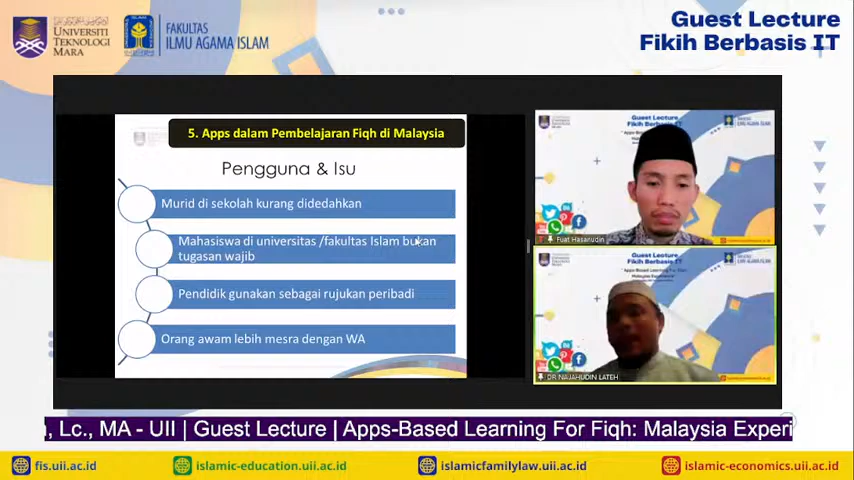 UNIVERSITI
TEKNOLOGI
MARA
FAKULTAS
ILMU AGAMA ISLAM
Guest Lecture
Fikih Berbasis IT
5. Apps dalam Pembelajaran Fiqh di Malaysia
Pengguna & Isu
Murid di sekolah kurang didedahkan
Mahasiswa di universitas /fakultas Islam bukan
tugasan wajib
Pendidik gunakan sebagai rujukan peribadi
Orang awam lebih mesra dengan WA
Guest Lecture
Fikih Berbasis IT
Fuat Hasanudin
Guest Lecture
Fikih Berbasis IT
DR NAJAHUDIN LATEH
, Lc., MA - UII | Guest Lecture | Apps-Based Learning For Fiqh: Malaysia Experi
fis.uii.ac.id
islamic-education.uii.ac.id
islamicfamilylaw.uii.ac.id
islamic-economics.uii.ac.id